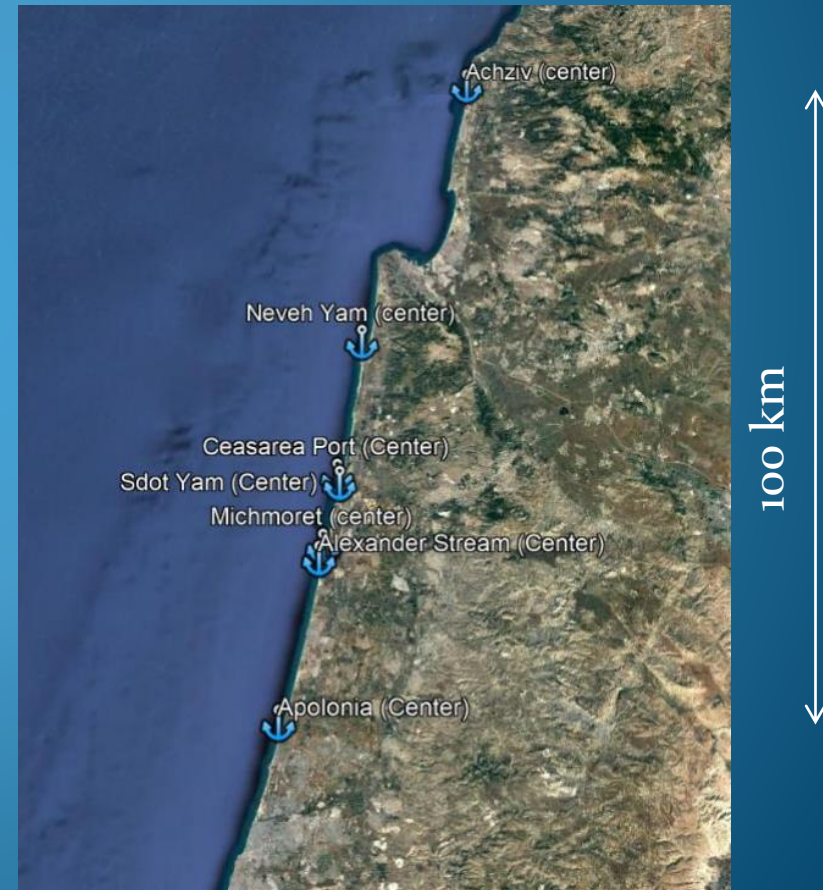 Achziv (center)
Neveh Yam (center)
Ceasarea Port (Center)
Sdot Yam (Center)
Michmoret (center)
Alexander Stream (Center)
Apolonia (Center)
100 km